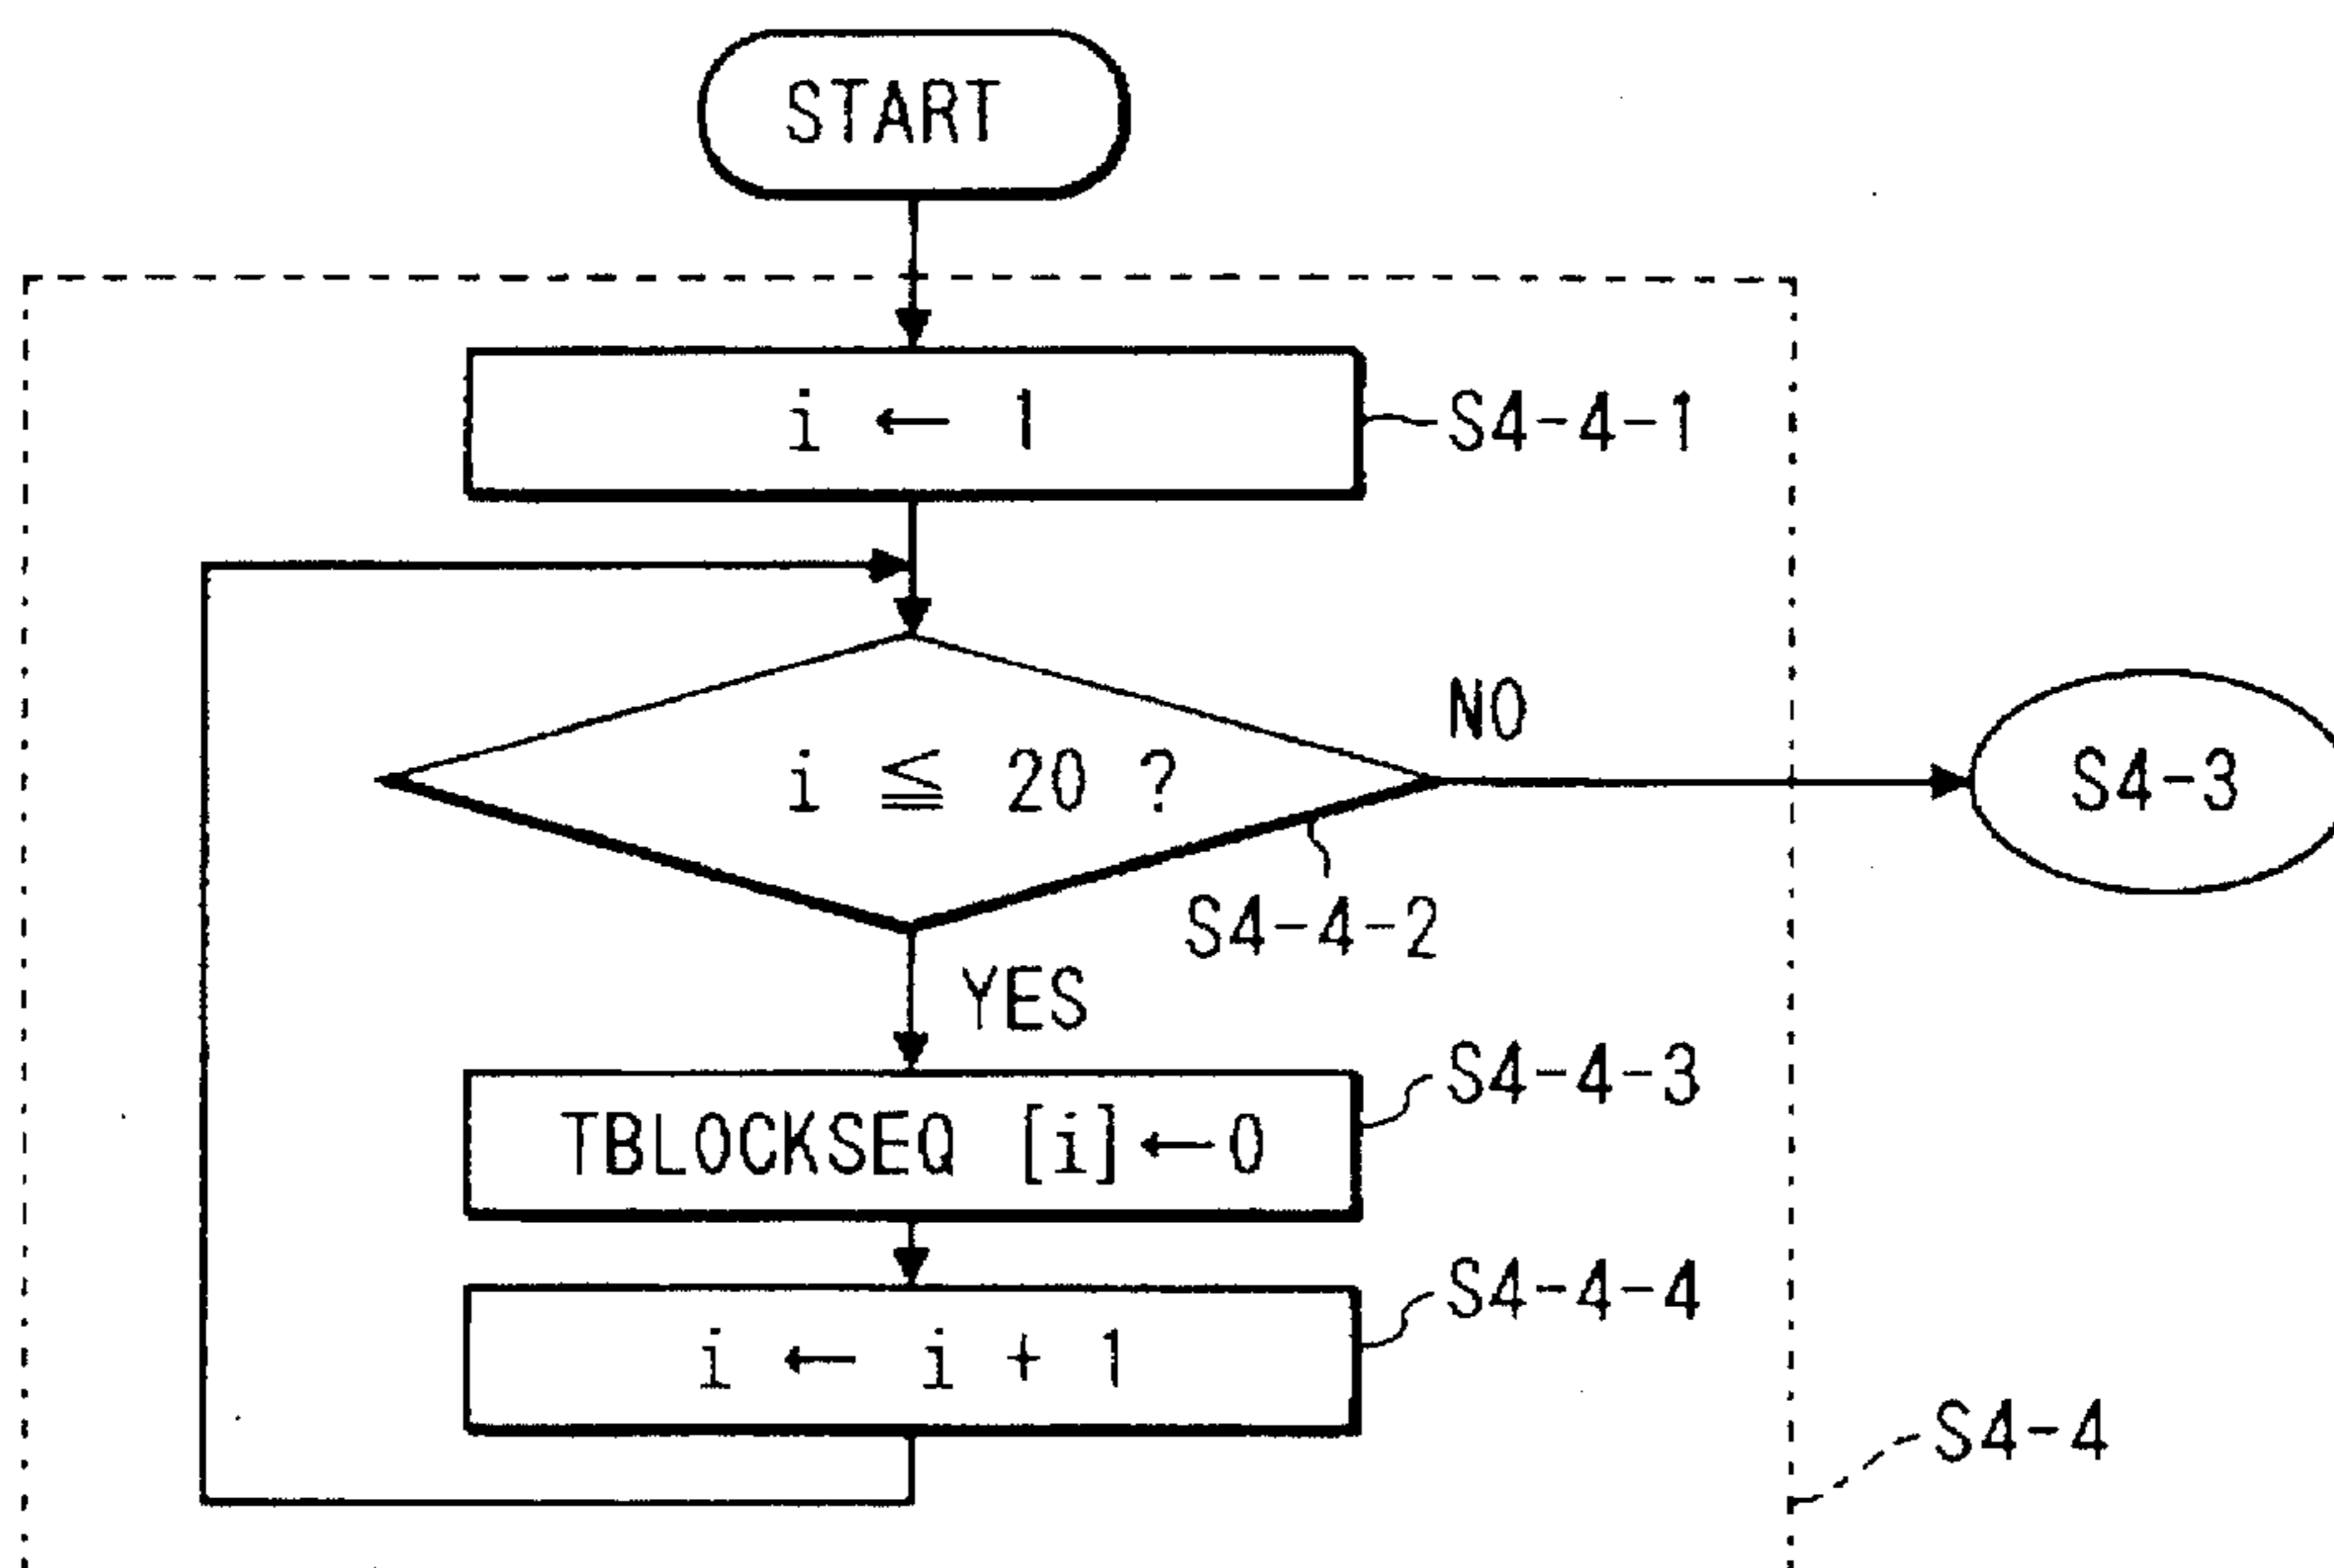 START
i ← 1
S4-4-1
NO
i ≦ 20 ?
S4-3
S4-4-2
YES
S4-4-3
TBLOCKSEQ [i]←0
S4-4-4
i ← i + 1
S4-4